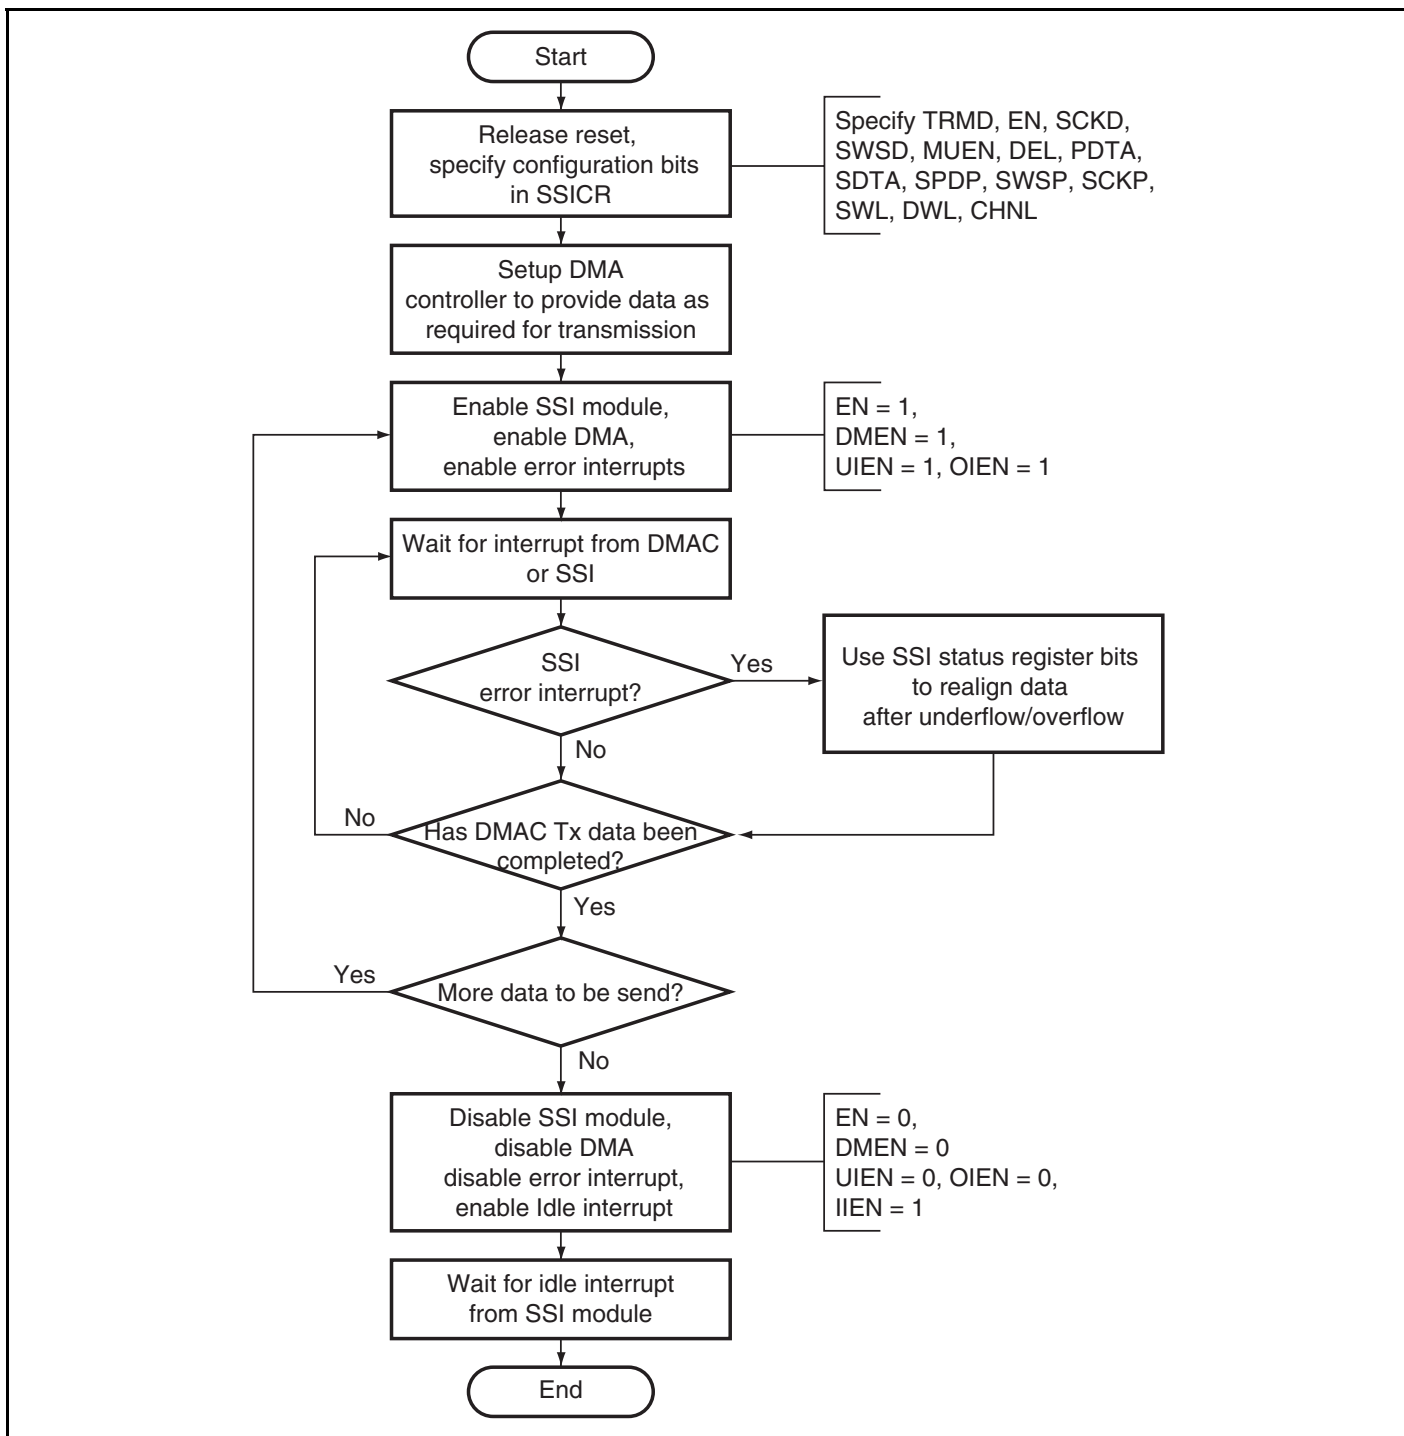 Start
Release reset,
specify configuration bits
in SSICR
Specify TRMD, EN, SCKD,
SWSD, MUEN, DEL, PDTA,
SDTA, SPDP, SWSP, SCKP,
SWL, DWL, CHNL
Setup DMA
controller to provide data as
required for transmission
Enable SSI module,
enable DMA,
enable error interrupts
EN = 1,
DMEN = 1,
UIEN = 1, OIEN = 1
Wait for interrupt from DMAC
or SSI
SSI
error interrupt?
Yes
Use SSI status register bits
to realign data
after underflow/overflow
No
No
Has DMAC Tx data been
completed?
Yes
Yes
More data to be send?
No
Disable SSI module,
disable DMA
disable error interrupt,
enable Idle interrupt
EN = 0,
DMEN = 0
UIEN = 0, OIEN = 0,
IIEN = 1
Wait for idle interrupt
from SSI module
End